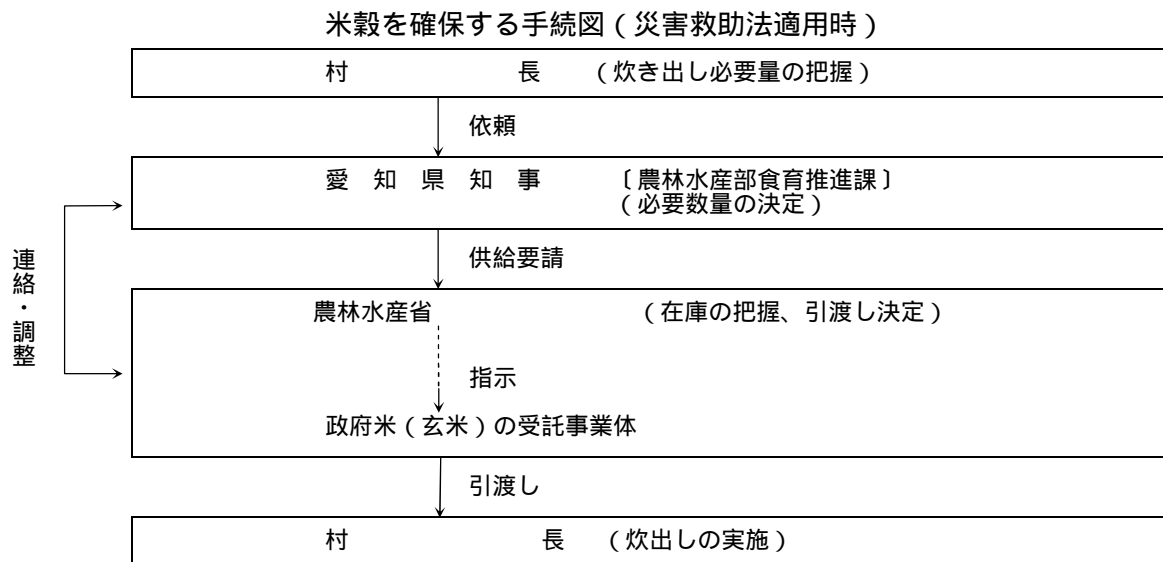 米穀を確保する手続図（災害救助法適用時）
村　　　　　　　長　（炊き出し必要量の把握）
依頼
愛　知　県　知　事　〔農林水産部食育推進課〕
（必要数量の決定）
供給要請
連絡・調整
農林水産省　（在庫の把握、引渡し決定）
指示
政府米（玄米）の受託事業体
引渡し
村　　　　　　　長　（炊出しの実施）